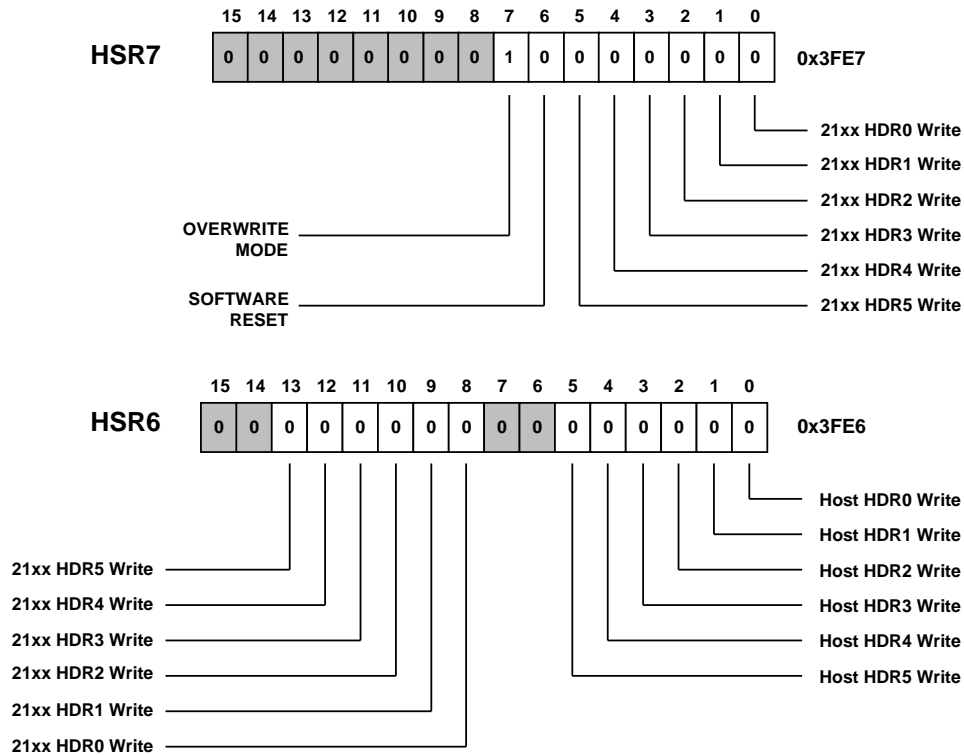 15 14 13 12 11 10 9 8 7 6 5 4 3 2 1 0
HSR7 0 0 0 0 0 0 0 0 1 0 0 0 0 0 0 0 0x3FE7
21xx HDR0 Write
21xx HDR1 Write
21xx HDR2 Write
OVERWRITE
MODE
21xx HDR3 Write
21xx HDR4 Write
SOFTWARE
RESET
21xx HDR5 Write
15 14 13 12 11 10 9 8 7 6 5 4 3 2 1 0
HSR6 0 0 0 0 0 0 0 0 0 0 0 0 0 0 0 0 0x3FE6
Host HDR0 Write
Host HDR1 Write
21xx HDR5 Write
Host HDR2 Write
21xx HDR4 Write
Host HDR3 Write
21xx HDR3 Write
Host HDR4 Write
21xx HDR2 Write
Host HDR5 Write
21xx HDR1 Write
21xx HDR0 Write